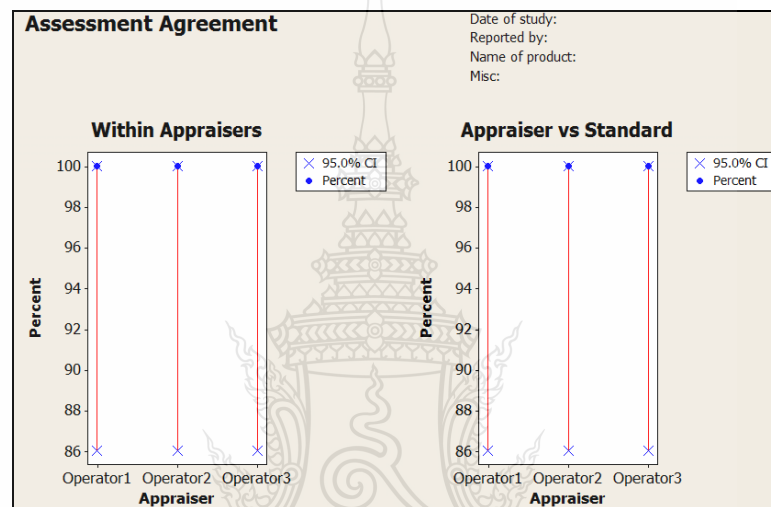 Assessment Agreement
Date of study:
Reported by:
Name of product:
Misc:
Within Appraisers
95.0% CI
Percent
100
98
96
94
92
90
88
86
Percent
Operator1 Operator2 Operator3
Appraiser
Appraiser vs Standard
95.0% CI
Percent
100
98
96
94
92
90
88
86
Percent
Operator1 Operator2 Operator3
Appraiser